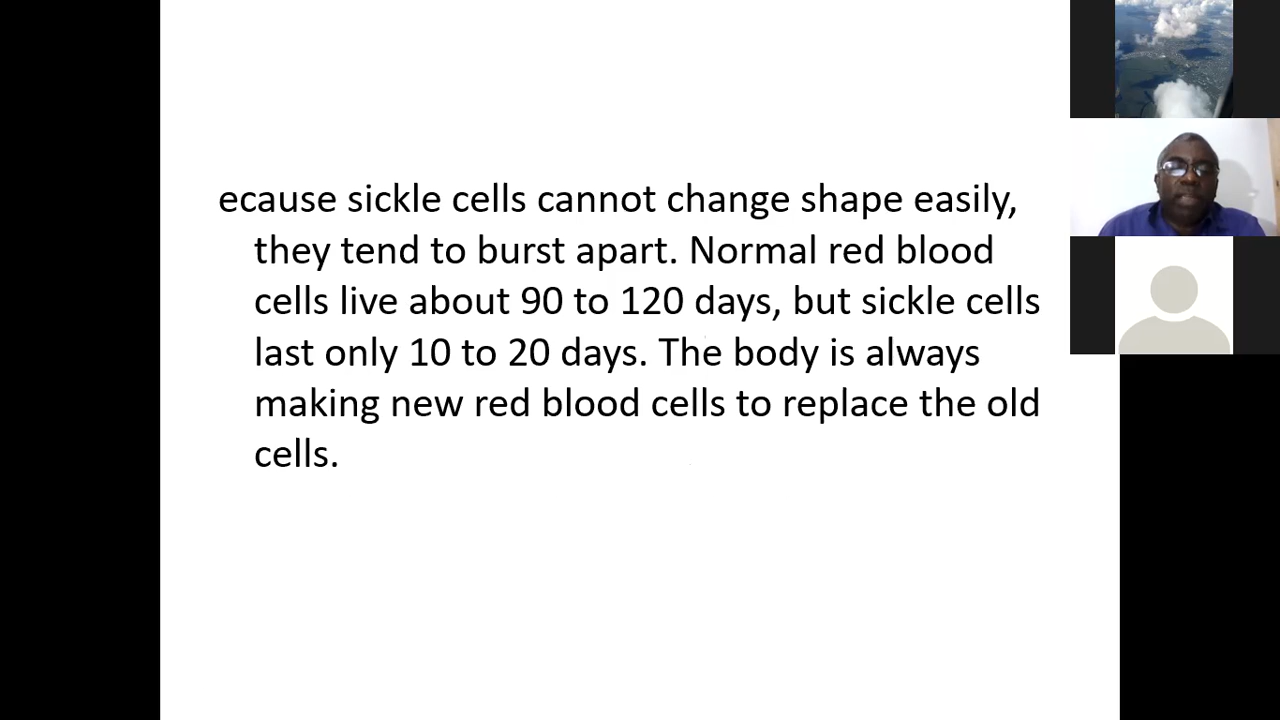 ecause sickle cells cannot change shape easily,
they tend to burst apart. Normal red blood
cells live about 90 to 120 days, but sickle cells
last only 10 to 20 days. The body is always
making new red blood cells to replace the old
cells.